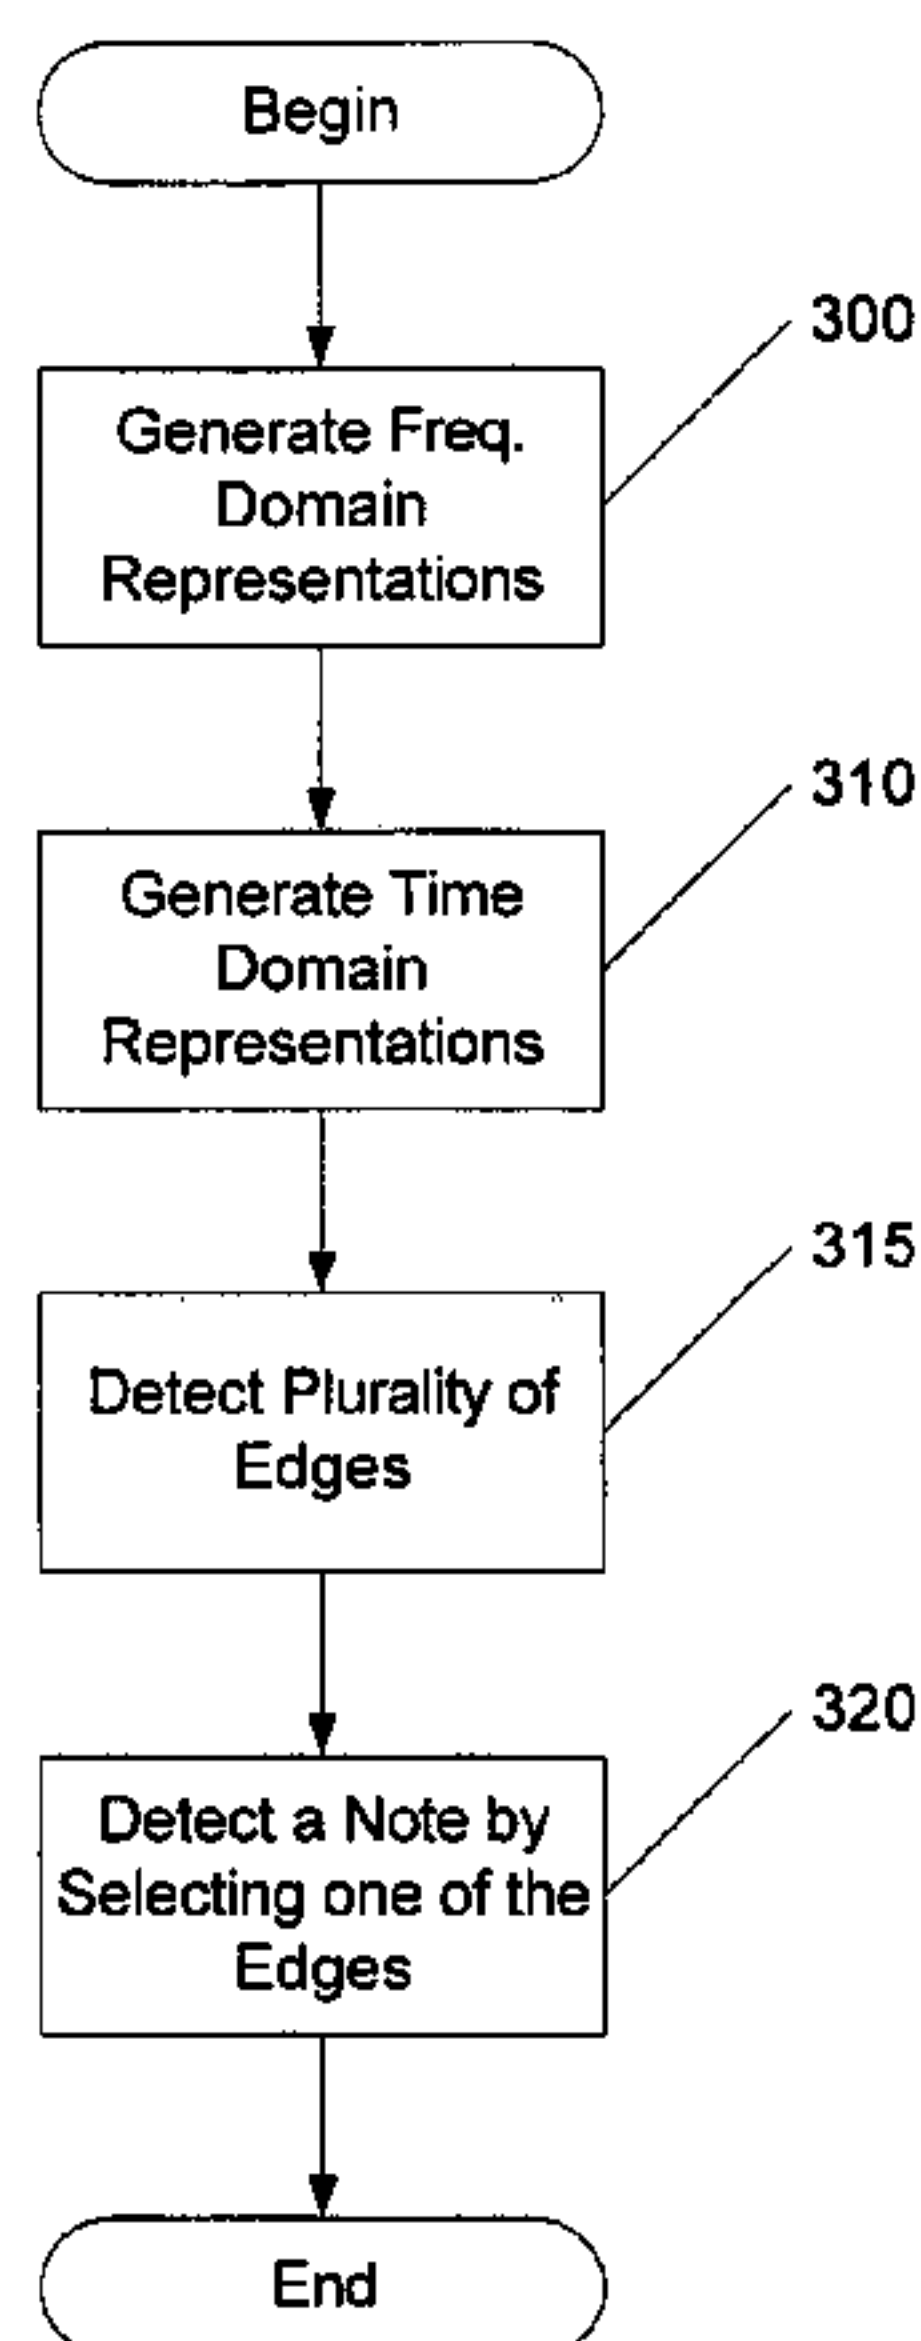 Begin
300
Generate Freq.
Domain
Representations
310
Generate Time
Domain
Representations
315
Detect Plurality of
Edges
320
Detect a Note by
Selecting one of the
Edges
End